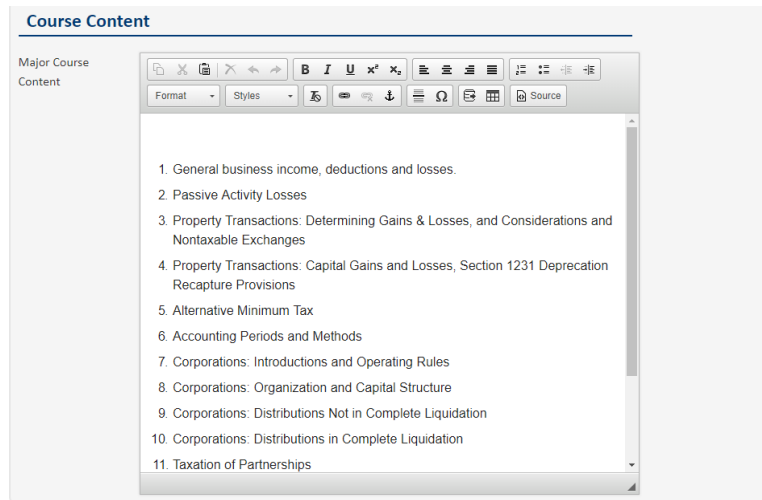 Course Content
Major Course
Content
B I U x² x₂
Format Styles Ω Source
1. General business income, deductions and losses.
2. Passive Activity Losses
3. Property Transactions: Determining Gains & Losses, and Considerations and
Nontaxable Exchanges
4. Property Transactions: Capital Gains and Losses, Section 1231 Deprecation
Recapture Provisions
5. Alternative Minimum Tax
6. Accounting Periods and Methods
7. Corporations: Introductions and Operating Rules
8. Corporations: Organization and Capital Structure
9. Corporations: Distributions Not in Complete Liquidation
10. Corporations: Distributions in Complete Liquidation
11. Taxation of Partnerships